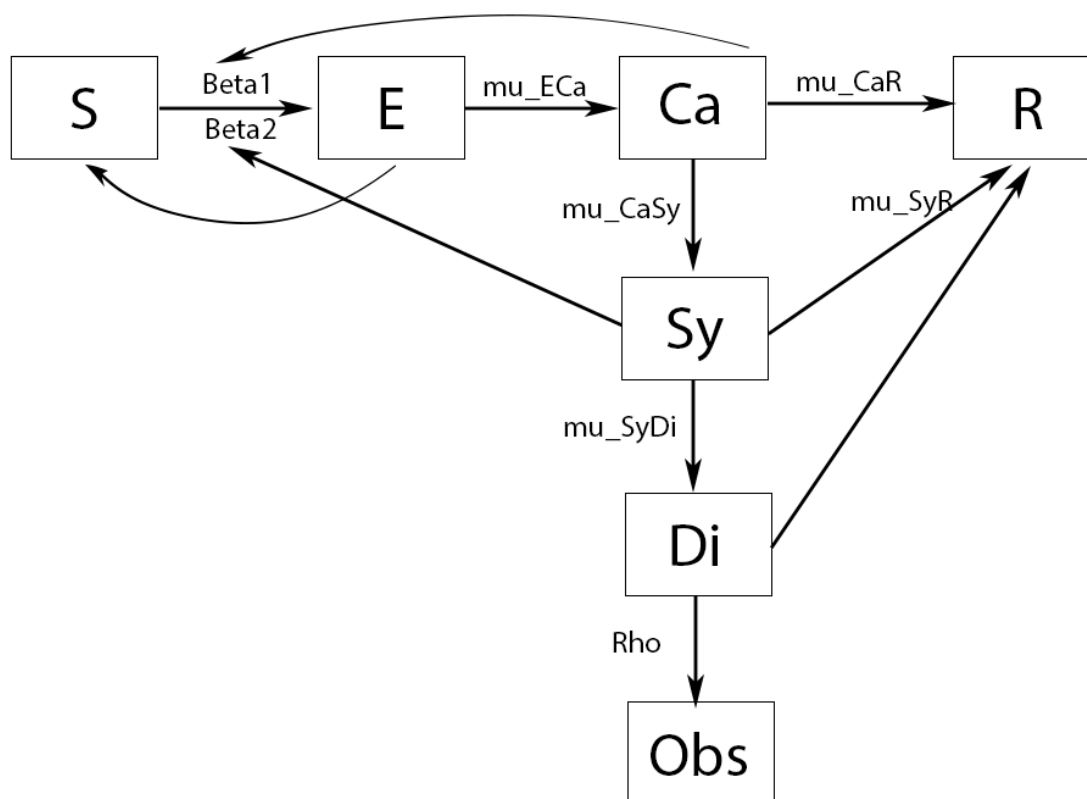 S
Beta1
Beta2
E
mu_ECa
Ca
mu_CaR
R
mu_CaSy
mu_SyR
Sy
mu_SyDi
Di
Rho
Obs